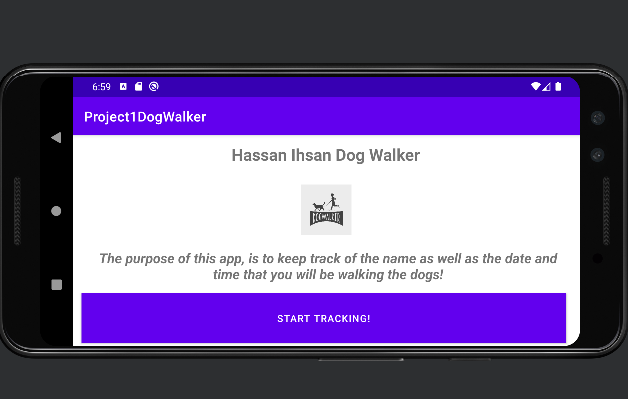 6:59
Project1DogWalker
Hassan Ihsan Dog Walker
The purpose of this app, is to keep track of the name as well as the date and
time that you will be walking the dogs!
START TRACKING!